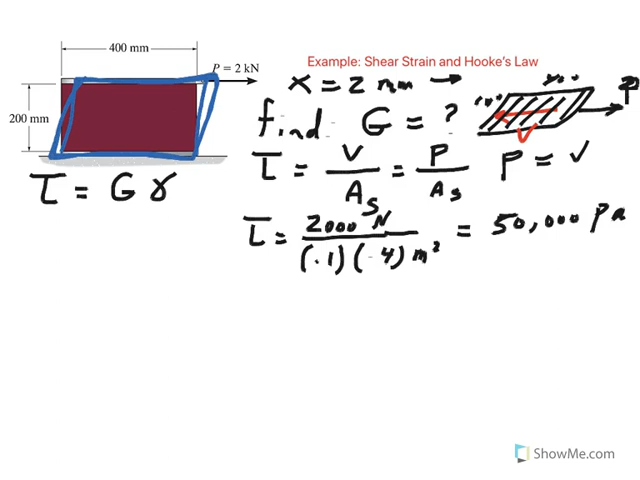 400 mm
P = 2 kN
Example: Shear Strain and Hooke's Law
x = 2 mm →
200 mm
find G = ?
P
V
τ = G γ
τ = V / A_s = P / A_s P = V
τ = 2000 N / (.1)(.4) m² = 50,000 Pa
ShowMe.com